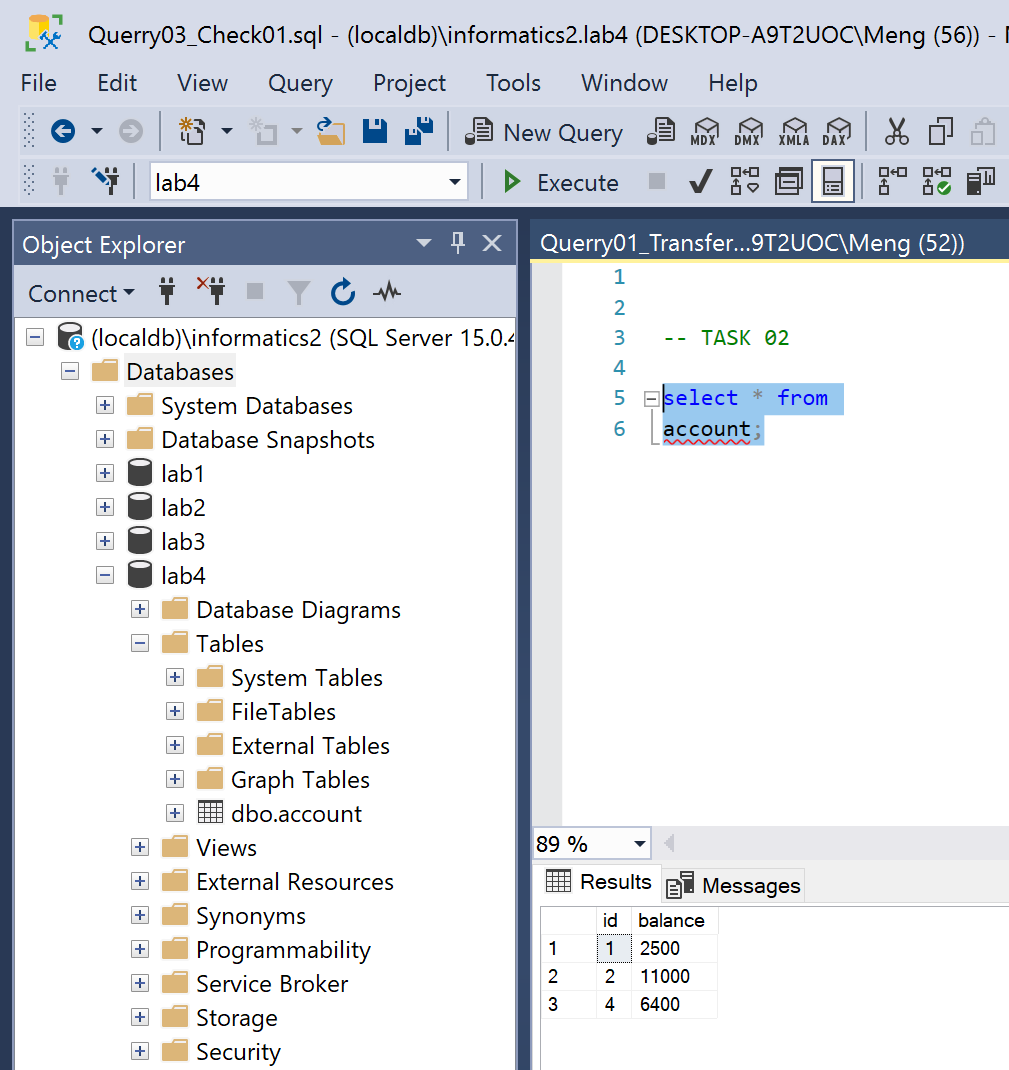 Querry03_Check01.sql - (localdb)\informatics2.lab4 (DESKTOP-A9T2UOC\Meng (56)) -
File Edit View Query Project Tools Window Help
New Query MDX DMX XMLA DAX
lab4 Execute
Object Explorer
Connect
(localdb)\informatics2 (SQL Server 15.0.4
Databases
System Databases
Database Snapshots
lab1
lab2
lab3
lab4
Database Diagrams
Tables
System Tables
FileTables
External Tables
Graph Tables
dbo.account
Views
External Resources
Synonyms
Programmability
Service Broker
Storage
Security
Querry01_Transfer...9T2UOC\Meng (52))
1
2
3 -- TASK 02
4
5 select * from
6 account;
89 %
Results Messages
id balance
1 1 2500
2 2 11000
3 4 6400